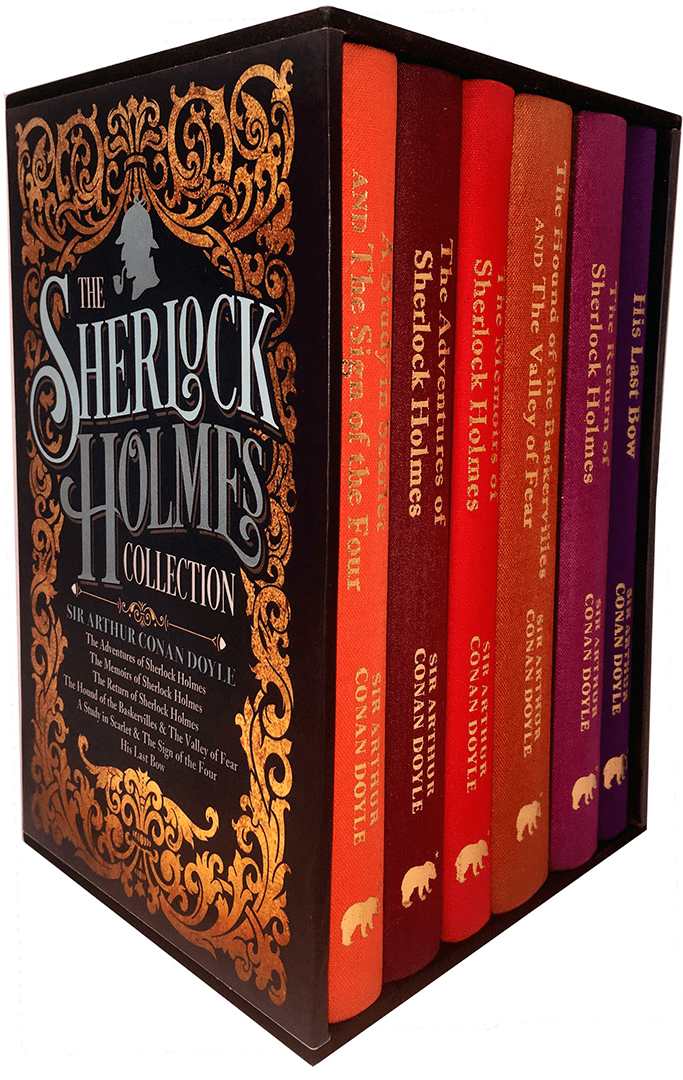 THE
SHERLOCK
HOLMES
COLLECTION
SIR ARTHUR CONAN DOYLE
The Adventures of Sherlock Holmes
The Memoirs of Sherlock Holmes
The Return of Sherlock Holmes
The Hound of the Baskervilles & The Valley of Fear
A Study in Scarlet & The Sign of the Four
His Last Bow
A Study in Scarlet
AND The Sign of the Four
SIR ARTHUR
CONAN DOYLE
The Adventures of
Sherlock Holmes
SIR ARTHUR
CONAN DOYLE
The Memoirs of
Sherlock Holmes
SIR ARTHUR
CONAN DOYLE
The Hound of the Baskervilles
AND The Valley of Fear
SIR ARTHUR
CONAN DOYLE
The Return of
Sherlock Holmes
SIR ARTHUR
CONAN DOYLE
His Last Bow
SIR ARTHUR
CONAN DOYLE